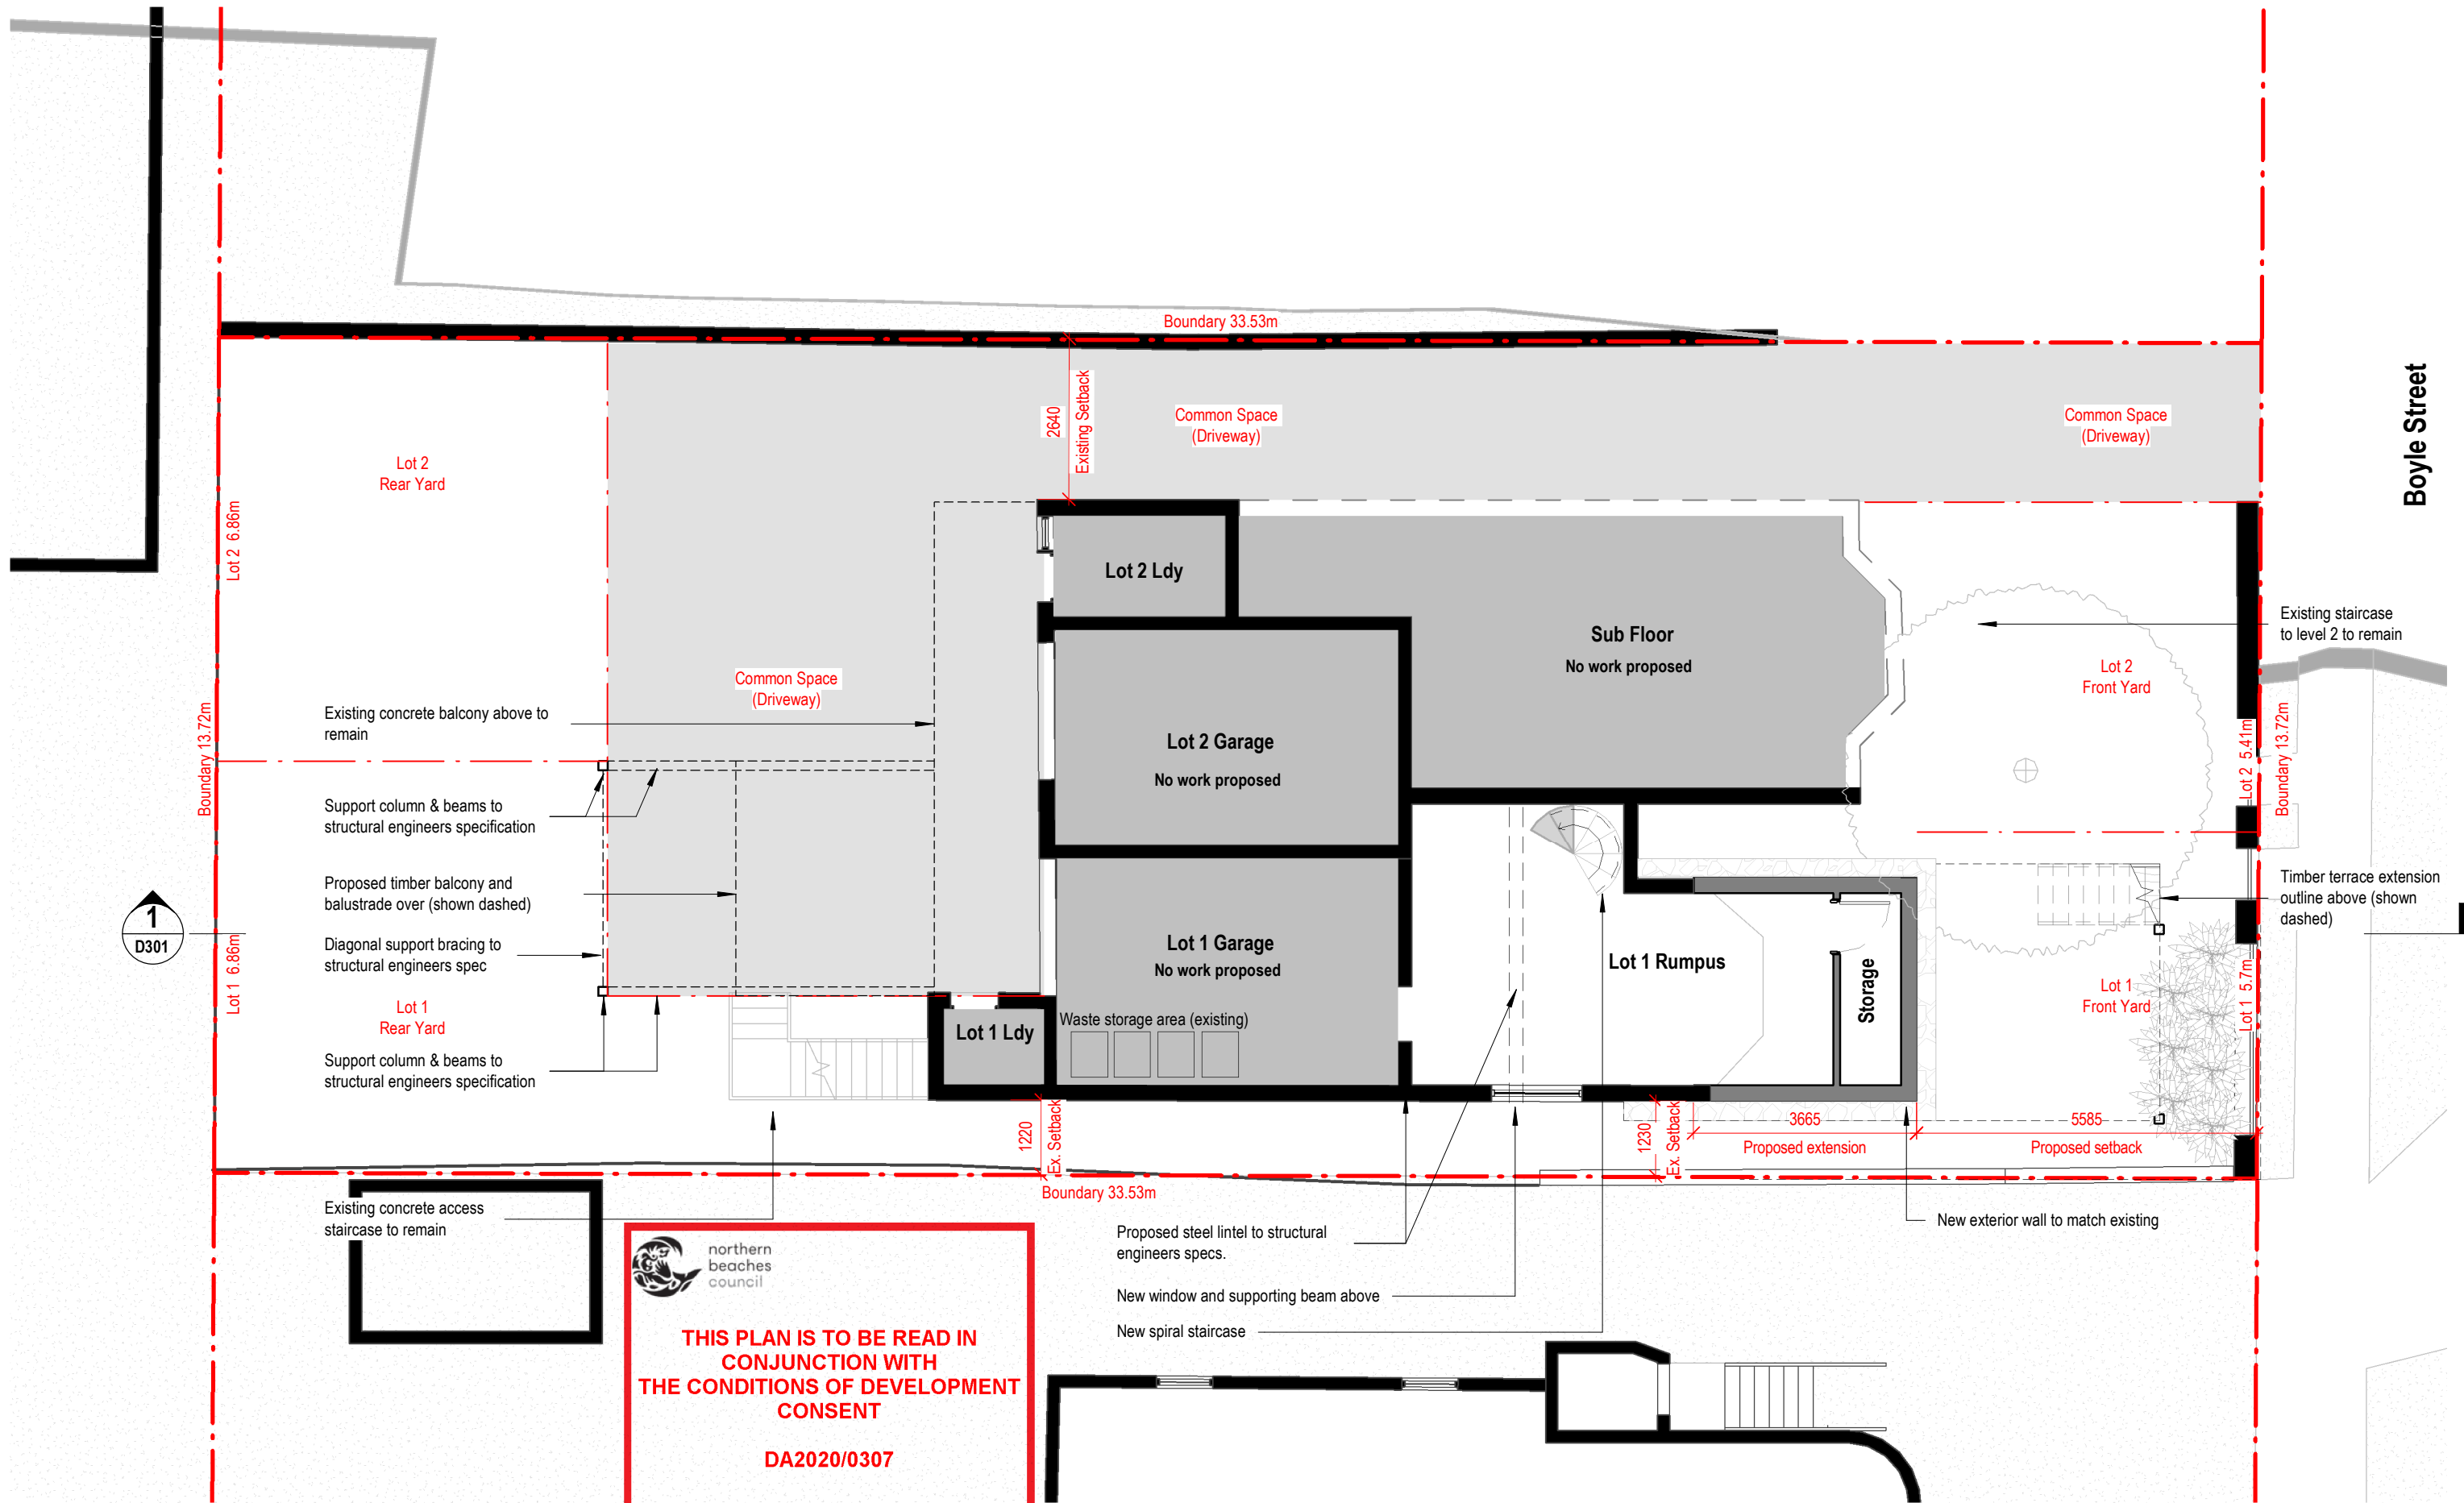 Boundary 33.53m
2640
Existing Setback
Common Space
(Driveway)
Common Space
(Driveway)
Boyle Street
Lot 2
Rear Yard
Lot 2 6.86m
Lot 2 Ldy
Sub Floor
No work proposed
Existing staircase
to level 2 to remain
Lot 2
Front Yard
Common Space
(Driveway)
Existing concrete balcony above to
remain
Boundary 13.72m
Lot 2 Garage
No work proposed
Lot 2 5.41m
Boundary 13.72m
Support column & beams to
structural engineers specification
Proposed timber balcony and
balustrade over (shown dashed)
Timber terrace extension
outline above (shown
dashed)
1
D301
Diagonal support bracing to
structural engineers spec
Lot 1 6.86m
Lot 1 Garage
No work proposed
Lot 1 Rumpus
Storage
Lot 1
Front Yard
Lot 1 5.7m
Lot 1
Rear Yard
Lot 1 Ldy
Waste storage area (existing)
Support column & beams to
structural engineers specification
1220
Ex. Setback
1230
Ex. Setback
3665
Proposed extension
5585
Proposed setback
Boundary 33.53m
Existing concrete access
staircase to remain
Proposed steel lintel to structural
engineers specs.
New exterior wall to match existing
New window and supporting beam above
New spiral staircase
northern
beaches
council
THIS PLAN IS TO BE READ IN
CONJUNCTION WITH
THE CONDITIONS OF DEVELOPMENT
CONSENT
DA2020/0307